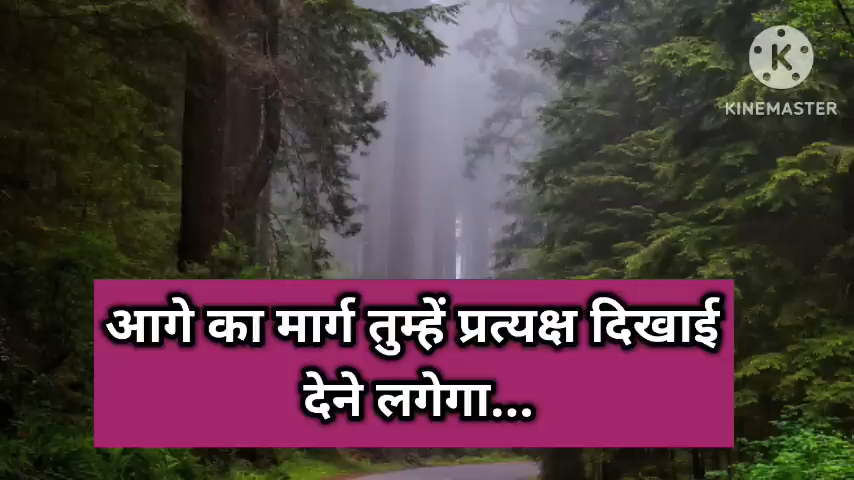 K
KINEMASTER
आगे का मार्ग तुम्हें प्रत्यक्ष दिखाई
देने लगेगा...